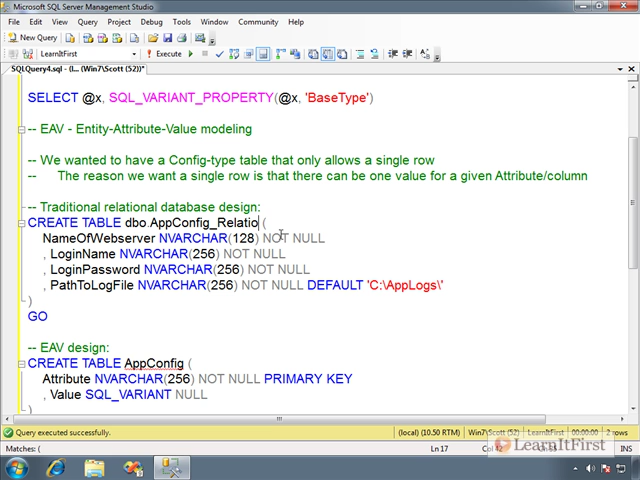 Microsoft SQL Server Management Studio
File Edit View Query Project Debug Tools Window Community Help
New Query
LearnItFirst Execute
SQLQuery4.sql - (l... (Win7\Scott (52))*
SELECT @x, SQL_VARIANT_PROPERTY(@x, 'BaseType')
-- EAV - Entity-Attribute-Value modeling
-- We wanted to have a Config-type table that only allows a single row
-- The reason we want a single row is that there can be one value for a given Attribute/column
-- Traditional relational database design:
CREATE TABLE dbo.AppConfig_Relatio (
NameOfWebserver NVARCHAR(128) NOT NULL
, LoginName NVARCHAR(256) NOT NULL
, LoginPassword NVARCHAR(256) NOT NULL
, PathToLogFile NVARCHAR(256) NOT NULL DEFAULT 'C:\AppLogs\'
)
GO
-- EAV design:
CREATE TABLE AppConfig (
Attribute NVARCHAR(256) NOT NULL PRIMARY KEY
, Value SQL_VARIANT NULL
)
Query executed successfully. (local) (10.50 RTM) Win7\Scott (52) LearnItFirst 00:00:00 2 rows
LearnItFirst
Matches: ( Ln 17 INS